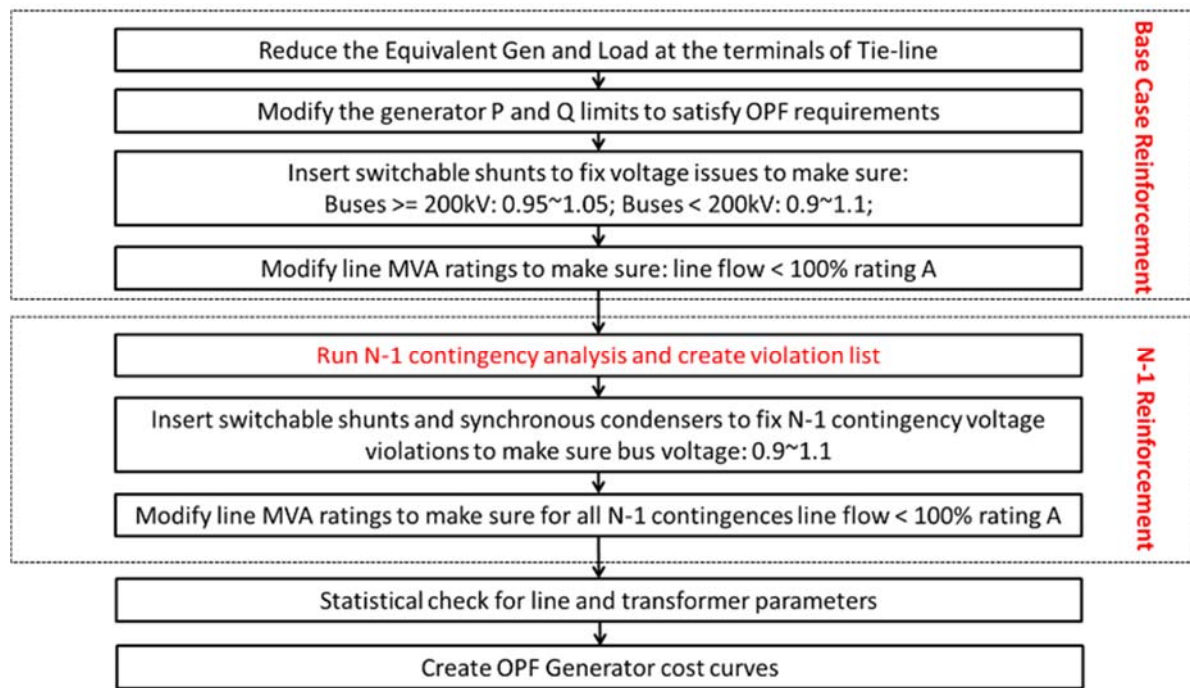 Reduce the Equivalent Gen and Load at the terminals of Tie-line
Modify the generator P and Q limits to satisfy OPF requirements
Insert switchable shunts to fix voltage issues to make sure:
Buses >= 200kV: 0.95~1.05; Buses < 200kV: 0.9~1.1;
Modify line MVA ratings to make sure: line flow < 100% rating A
Base Case Reinforcement
Run N-1 contingency analysis and create violation list
Insert switchable shunts and synchronous condensers to fix N-1 contingency voltage
violations to make sure bus voltage: 0.9~1.1
Modify line MVA ratings to make sure for all N-1 contingences line flow < 100% rating A
N-1 Reinforcement
Statistical check for line and transformer parameters
Create OPF Generator cost curves